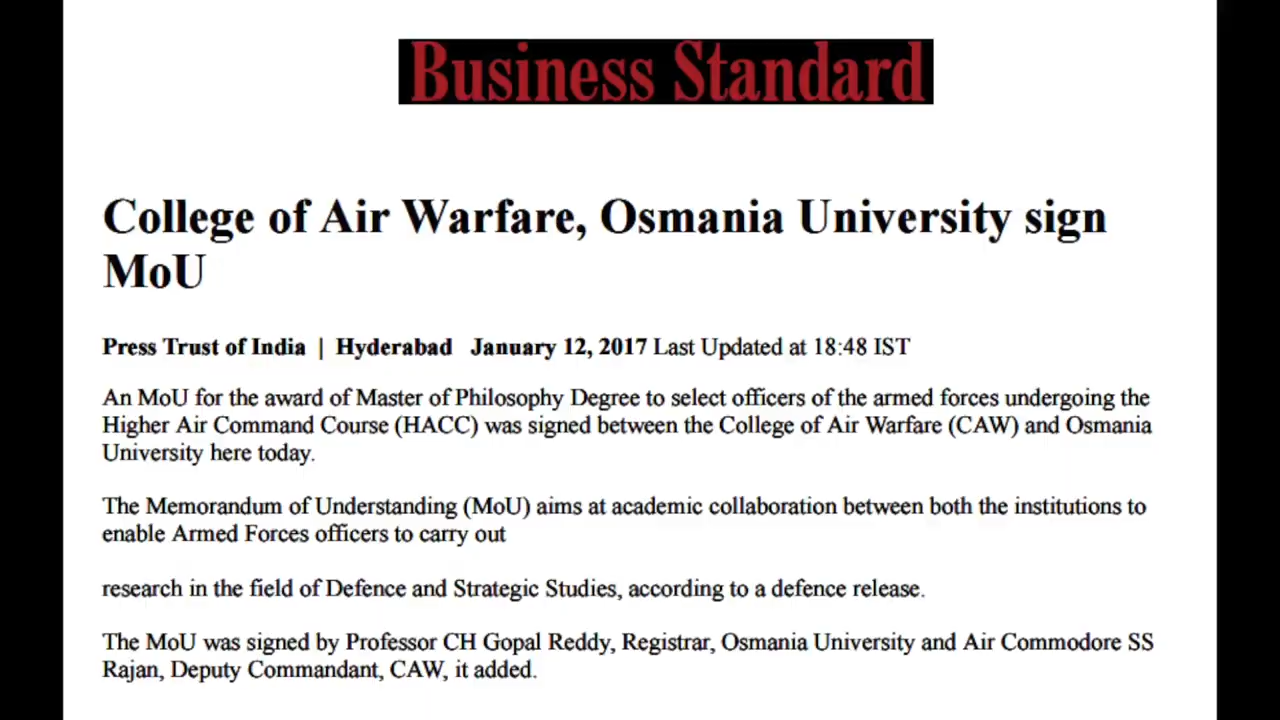 Business Standard
College of Air Warfare, Osmania University sign
MoU
Press Trust of India | Hyderabad January 12, 2017 Last Updated at 18:48 IST
An MoU for the award of Master of Philosophy Degree to select officers of the armed forces undergoing the
Higher Air Command Course (HACC) was signed between the College of Air Warfare (CAW) and Osmania
University here today.
The Memorandum of Understanding (MoU) aims at academic collaboration between both the institutions to
enable Armed Forces officers to carry out
research in the field of Defence and Strategic Studies, according to a defence release.
The MoU was signed by Professor CH Gopal Reddy, Registrar, Osmania University and Air Commodore SS
Rajan, Deputy Commandant, CAW, it added.